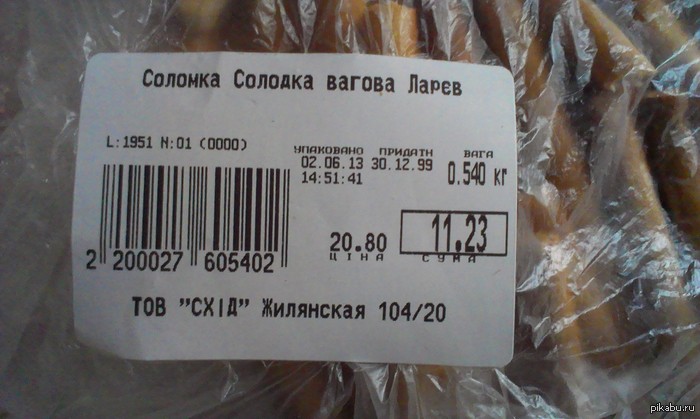 Соломка Солодка вагова Ларєв
L:1951 N:01 (0000)
УПАКОВАНО ПРИДАТН ВАГА
02.06.13 30.12.99 0.540 кг
14:51:41
20.80 11.23
ЦІНА СУМА
2 200027 605402
ТОВ "СХІД" Жилянская 104/20
pikabu.ru